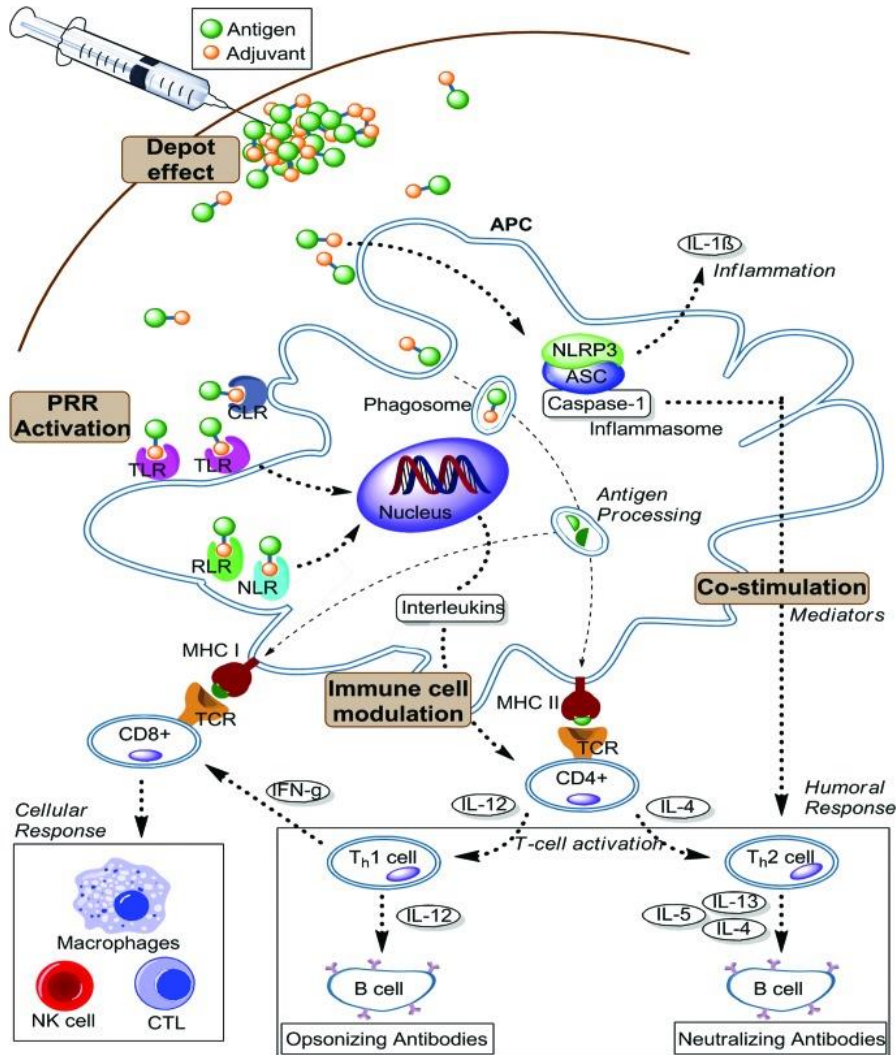 Antigen
Adjuvant
Depot
effect
APC
IL-1ß
Inflammation
NLRP3
ASC
Caspase-1
Inflammasome
Phagosome
PRR
Activation
CLR
TLR
TLR
Nucleus
Antigen
Processing
RLR
NLR
Interleukins
Co-stimulation
Mediators
MHC I
TCR
CD8+
Immune cell
modulation
MHC II
TCR
CD4+
IFN-g
IL-12
IL-4
Cellular
Response
Humoral
Response
T-cell activation
Th1 cell
Th2 cell
IL-12
IL-5
IL-13
IL-4
Macrophages
NK cell
CTL
B cell
B cell
Opsonizing Antibodies
Neutralizing Antibodies